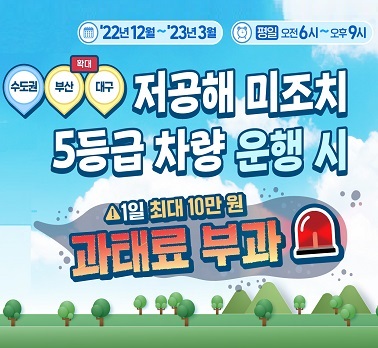 '22년 12월 ~ '23년 3월 평일 오전 6시 ~ 오후 9시
확대
수도권 부산 대구 저공해 미조치
5등급 차량 운행 시
1일 최대 10만 원
과태료 부과